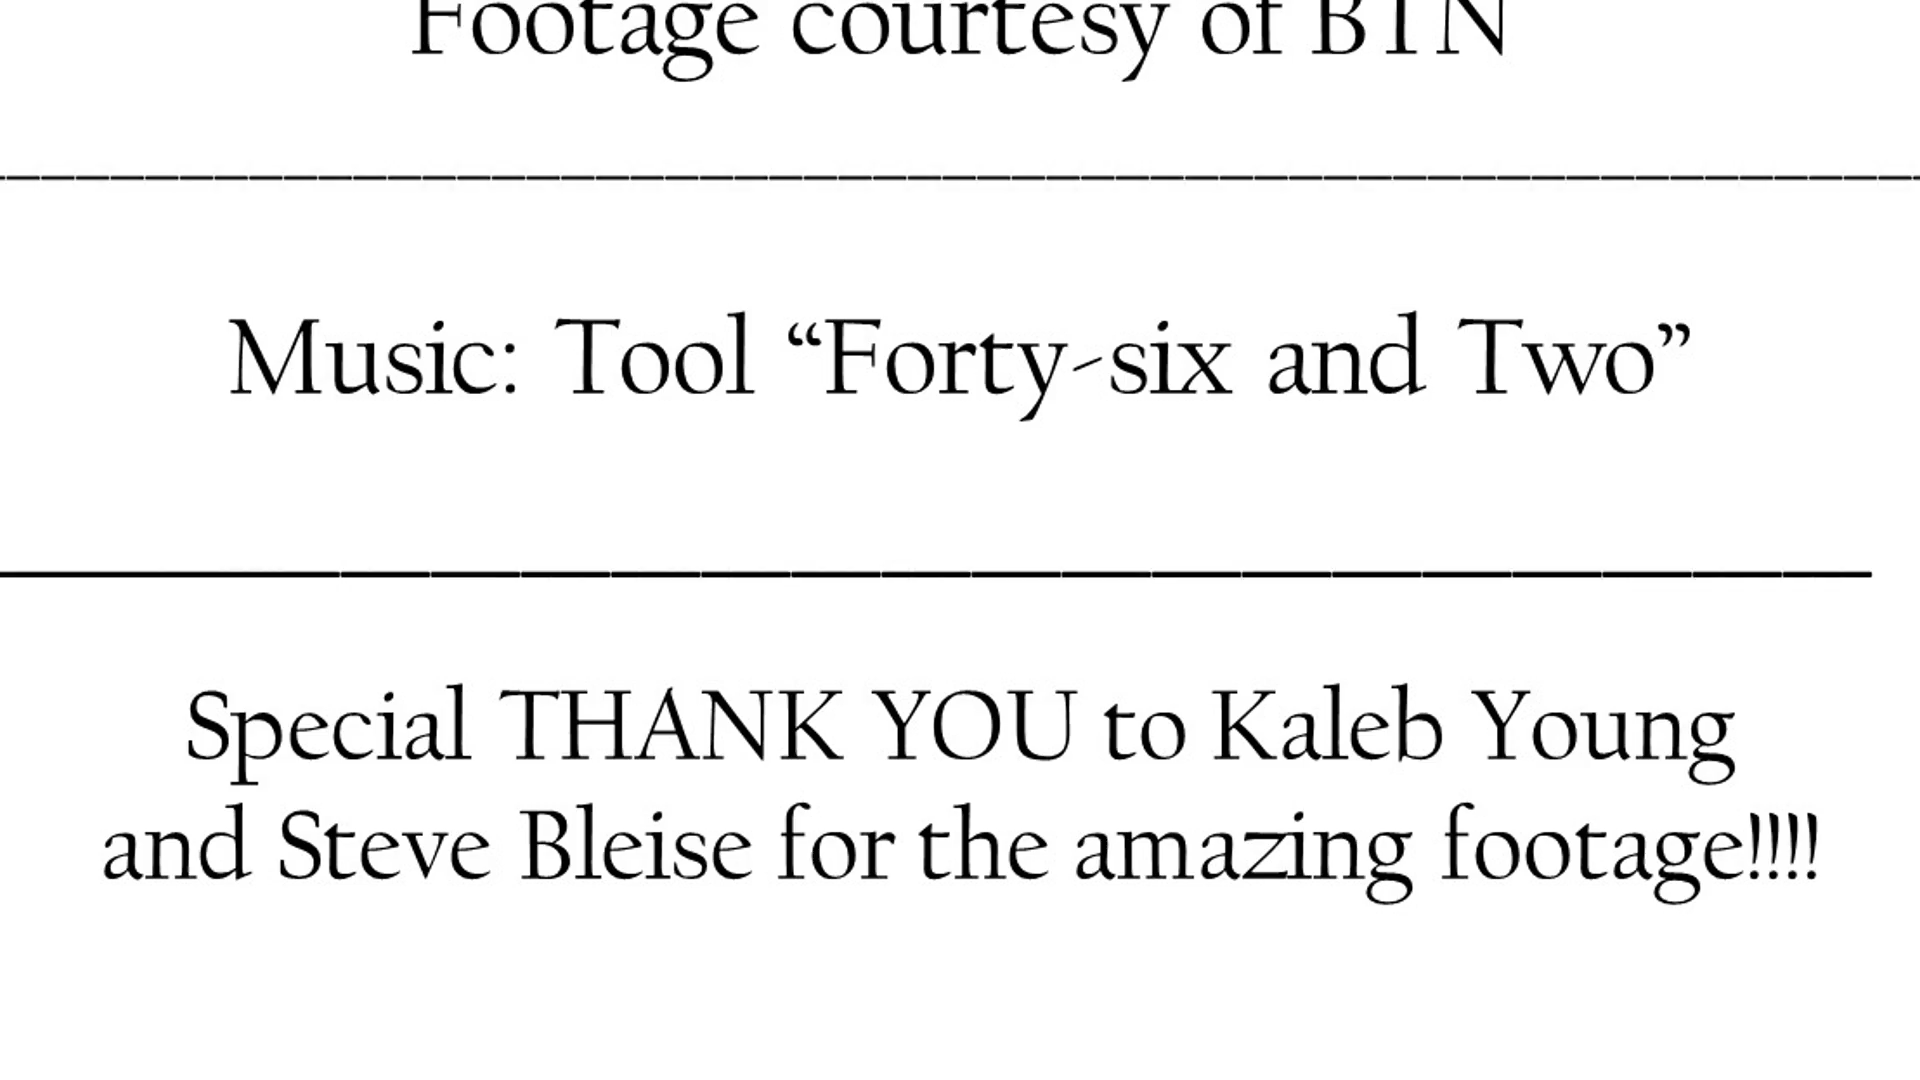 Footage courtesy of BTN
Music: Tool “Forty-six and Two”
Special THANK YOU to Kaleb Young
and Steve Bleise for the amazing footage!!!!